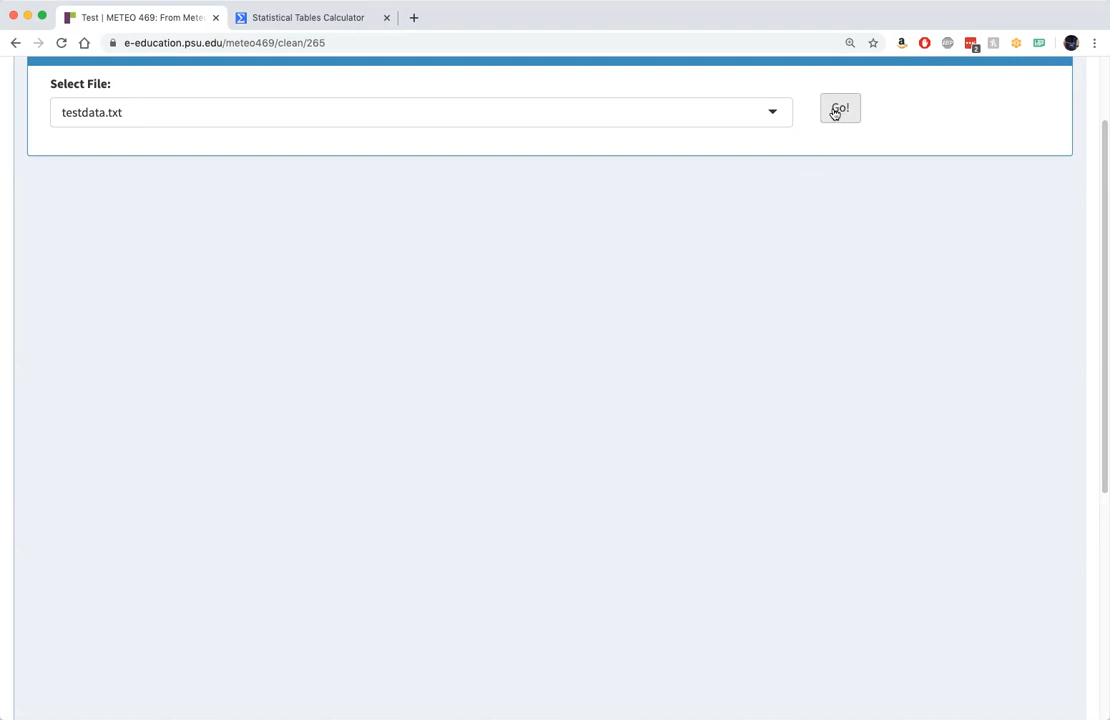 Test | METEO 469: From Mete
Statistical Tables Calculator
e-education.psu.edu/meteo469/clean/265
2
Select File:
testdata.txt
Go!